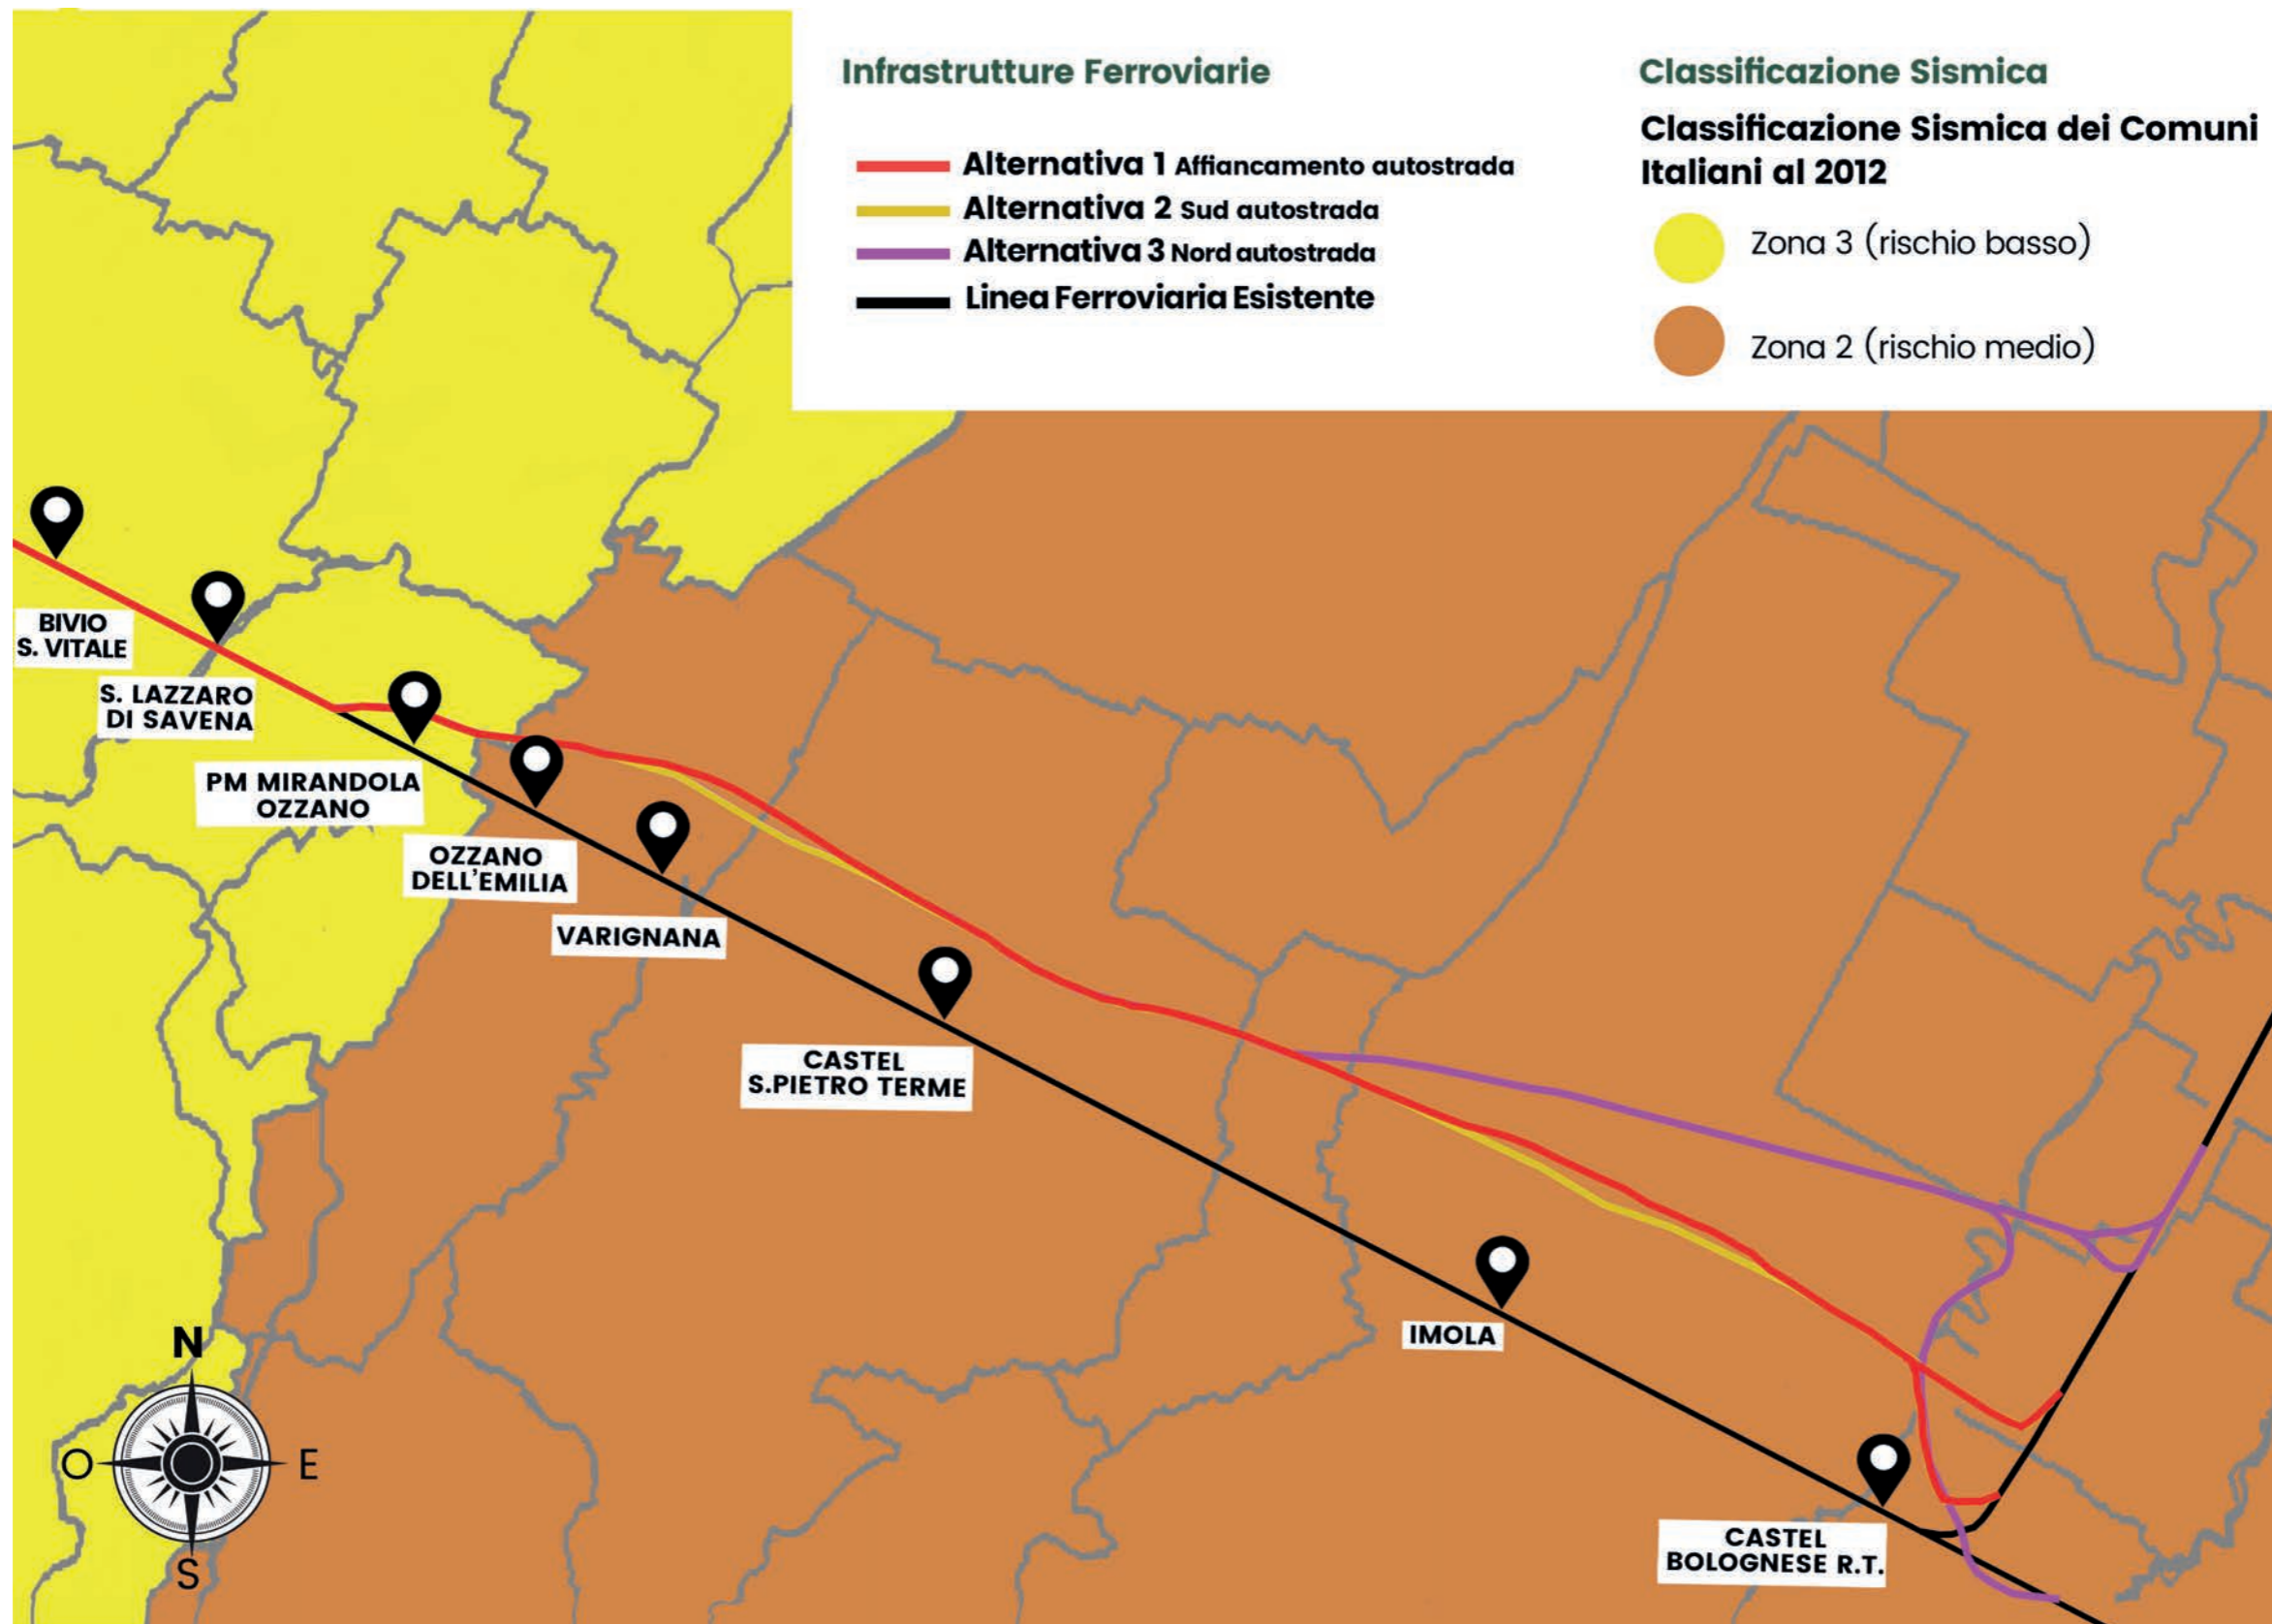 Infrastrutture Ferroviarie
Alternativa 1 Affiancamento autostrada
Alternativa 2 Sud autostrada
Alternativa 3 Nord autostrada
Linea Ferroviaria Esistente
Classificazione Sismica
Classificazione Sismica dei Comuni
Italiani al 2012
Zona 3 (rischio basso)
Zona 2 (rischio medio)
BIVIO
S. VITALE
S. LAZZARO
DI SAVENA
PM MIRANDOLA
OZZANO
OZZANO
DELL'EMILIA
VARIGNANA
CASTEL
S.PIETRO TERME
IMOLA
CASTEL
BOLOGNESE R.T.
N
O
E
S